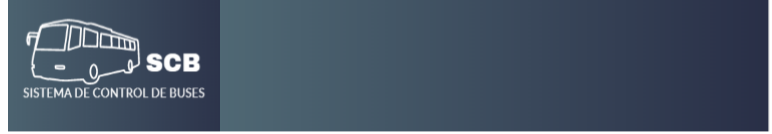 SCB
SISTEMA DE CONTROL DE BUSES